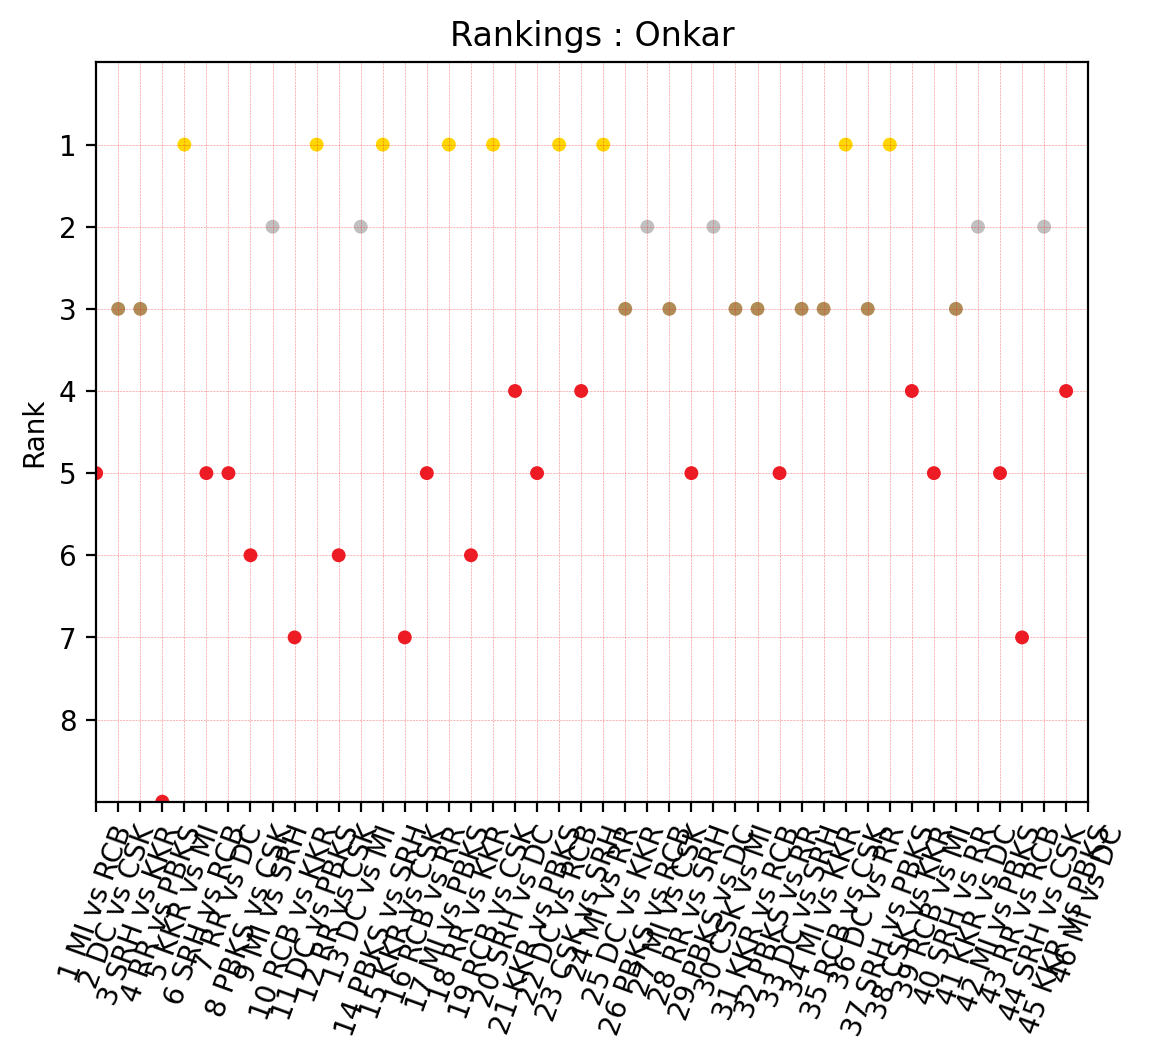 Rankings : Onkar
Rank
1
2
3
4
5
6
7
8
1 MI vs RCB
2 DC vs CSK
3 SRH vs KKR
4 RR vs PBKS
5 KKR vs MI
6 SRH vs RCB
7 RR vs DC
8 PBKS vs CSK
9 MI vs SRH
10 RCB vs KKR
11 DC vs PBKS
12 RR vs CSK
13 DC vs MI
14 PBKS vs SRH
15 KKR vs CSK
16 RCB vs RR
17 MI vs PBKS
18 RR vs KKR
19 RCB vs CSK
20 SRH vs DC
21 KKR vs PBKS
22 DC vs RCB
23 CSK vs SRH
24 MI vs RR
25 DC vs KKR
26 PBKS vs RCB
27 MI vs CSK
28 RR vs SRH
29 PBKS vs DC
30 CSK vs MI
31 KKR vs RCB
32 PBKS vs RR
33 DC vs SRH
34 MI vs KKR
35 RCB vs CSK
36 DC vs RR
37 SRH vs PBKS
38 CSK vs KKR
39 RCB vs MI
40 SRH vs RR
41 KKR vs DC
42 MI vs PBKS
43 RR vs RCB
44 SRH vs CSK
45 KKR vs PBKS
46 MI vs DC